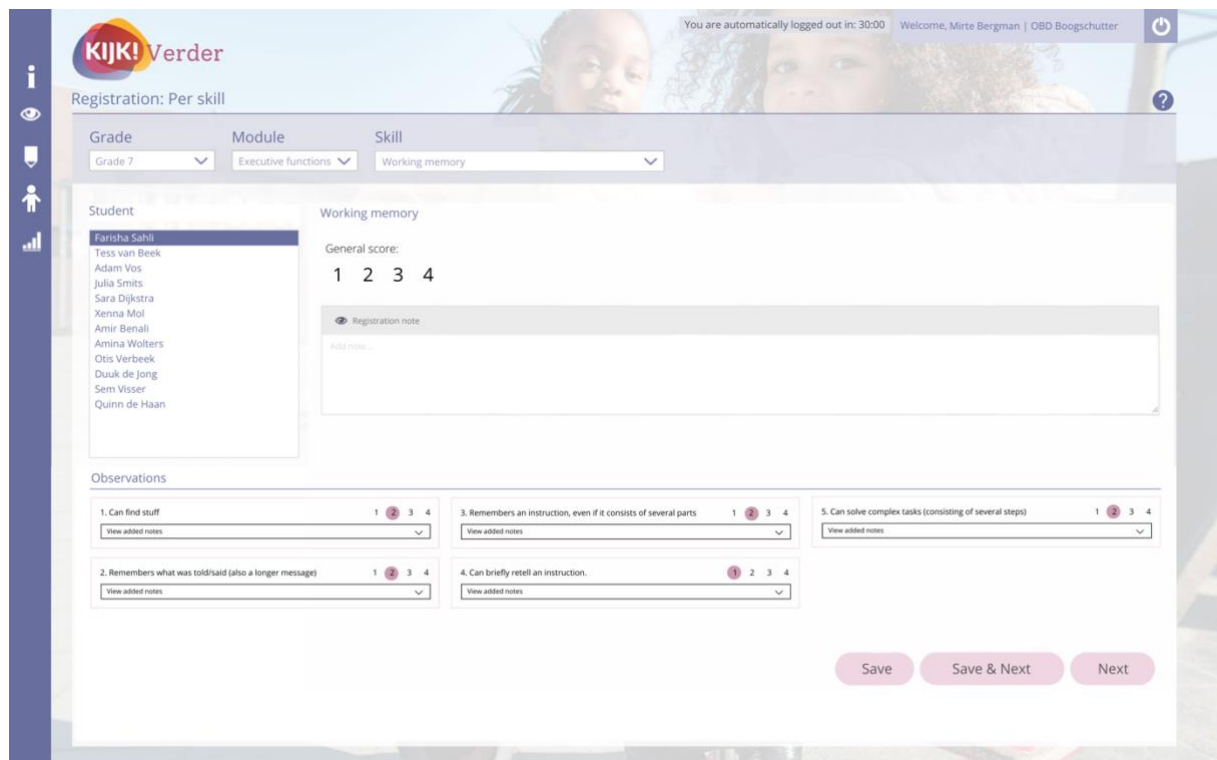 You are automatically logged out in: 30:00
Welcome, Mirte Bergman | OBD Boogschutter
KIJK! Verder
Registration: Per skill
Grade
Module
Skill
Grade 7
Executive functions
Working memory
Student
Farisha Sahli
Tess van Beek
Adam Vos
Julia Smits
Sara Dijkstra
Xenna Mol
Amir Benali
Amina Wolters
Otis Verbeek
Duuk de Jong
Sem Visser
Quinn de Haan
Working memory
General score:
1 2 3 4
Registration note
Add note...
Observations
1. Can find stuff 1 2 3 4
View added notes
2. Remembers what was told/said (also a longer message) 1 2 3 4
View added notes
3. Remembers an instruction, even if it consists of several parts 1 2 3 4
View added notes
4. Can briefly retell an instruction. 1 2 3 4
View added notes
5. Can solve complex tasks (consisting of several steps) 1 2 3 4
View added notes
Save
Save & Next
Next